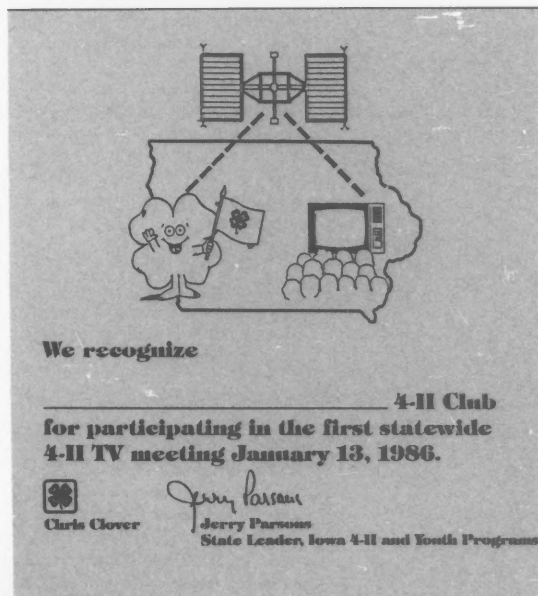 We recognize
4-H Club
for participating in the first statewide
4-H TV meeting January 13, 1986.
Jerry Parsons
Chris Clover
Jerry Parsons
State Leader, Iowa 4-H and Youth Programs